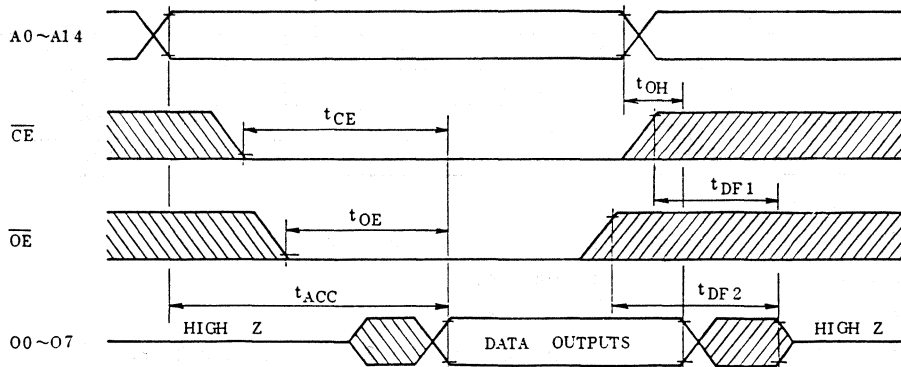 A0~A14
tOH
CE
tCE
tDF1
OE
tOE
tACC
tDF2
O0~O7
HIGH Z
DATA OUTPUTS
HIGH Z